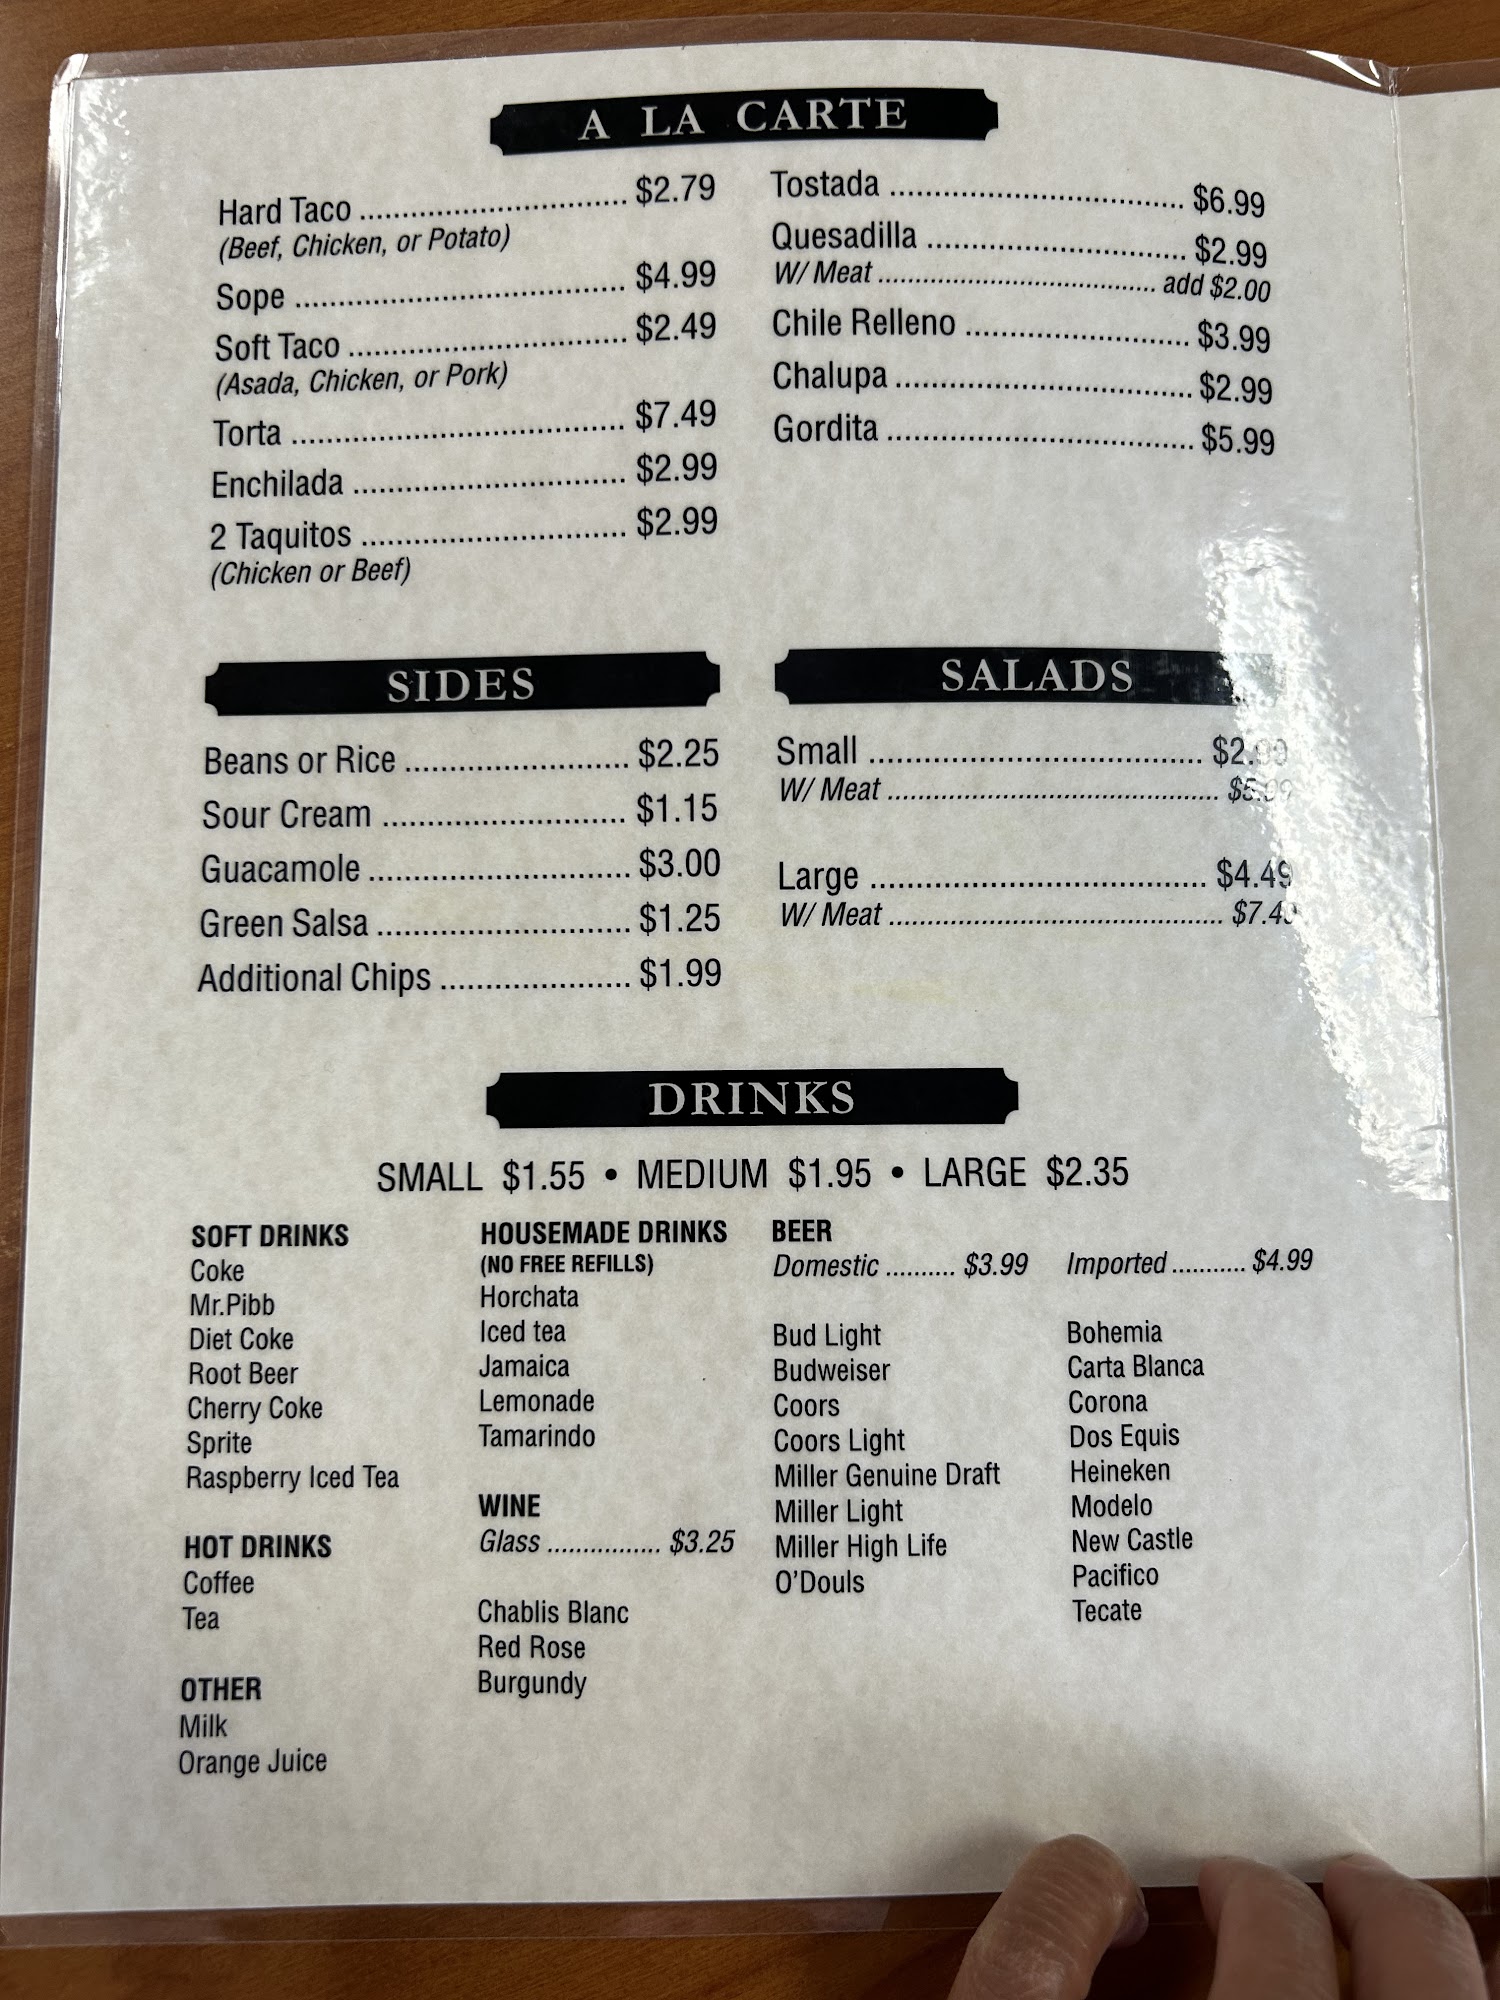 A LA CARTE
Hard Taco .............................. $2.79
(Beef, Chicken, or Potato)
Sope ..................................... $4.99
Soft Taco ............................... $2.49
(Asada, Chicken, or Pork)
Torta ..................................... $7.49
Enchilada .............................. $2.99
2 Taquitos .............................. $2.99
(Chicken or Beef)
Tostada ................................. $6.99
Quesadilla ............................. $2.99
W/ Meat ...................................... add $2.00
Chile Relleno ......................... $3.99
Chalupa ................................. $2.99
Gordita .................................. $5.99
SIDES
Beans or Rice ......................... $2.25
Sour Cream ........................... $1.15
Guacamole ............................. $3.00
Green Salsa ............................ $1.25
Additional Chips ..................... $1.99
SALADS
Small ..................................... $2.99
W/ Meat .............................................
Large ..................................... $4.49
W/ Meat ............................................. $7.49
DRINKS
SMALL $1.55 • MEDIUM $1.95 • LARGE $2.35
SOFT DRINKS
Coke
Mr.Pibb
Diet Coke
Root Beer
Cherry Coke
Sprite
Raspberry Iced Tea
HOT DRINKS
Coffee
Tea
OTHER
Milk
Orange Juice
HOUSEMADE DRINKS
(NO FREE REFILLS)
Horchata
Iced tea
Jamaica
Lemonade
Tamarindo
WINE
Glass ................ $3.25
Chablis Blanc
Red Rose
Burgundy
BEER
Domestic .......... $3.99
Bud Light
Budweiser
Coors
Coors Light
Miller Genuine Draft
Miller Light
Miller High Life
O'Douls
Imported ........... $4.99
Bohemia
Carta Blanca
Corona
Dos Equis
Heineken
Modelo
New Castle
Pacifico
Tecate